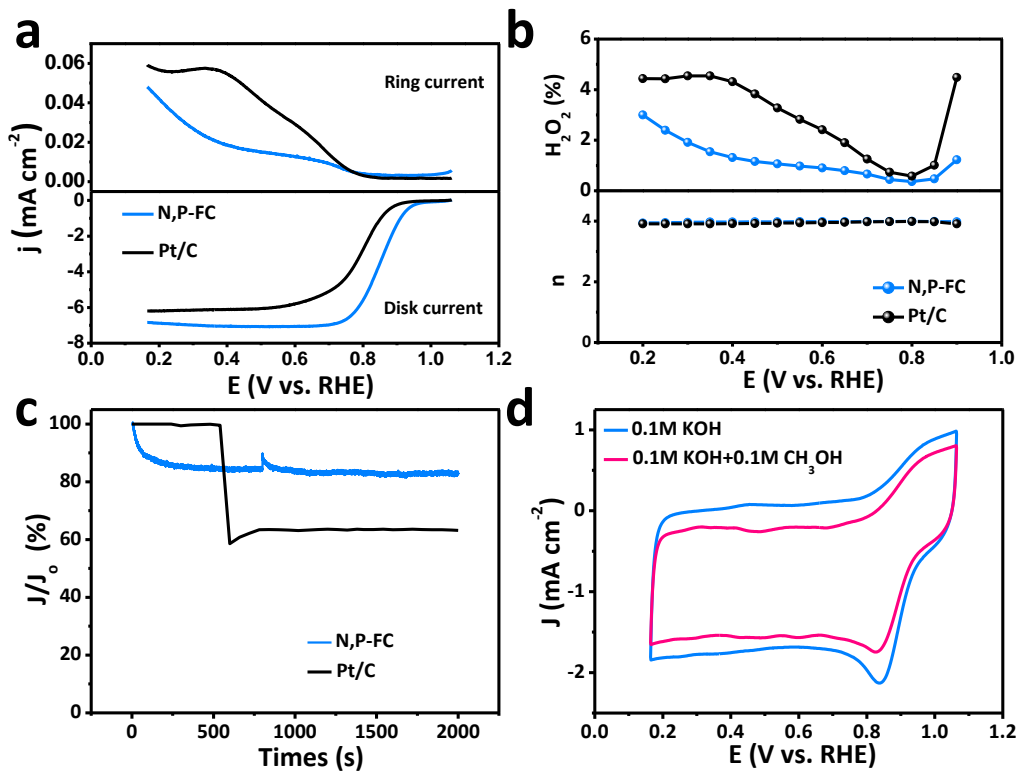 a
0.06
0.04
0.02
0.00
Ring current
j (mA cm⁻²)
0
-2
-4
-6
-8
N,P-FC
Pt/C
Disk current
0.0 0.2 0.4 0.6 0.8 1.0 1.2
E (V vs. RHE)
b
6
4
2
0
H₂O₂ (%)
4
2
0
n
N,P-FC
Pt/C
0.2 0.4 0.6 0.8 1.0
E (V vs. RHE)
c
100
80
60
40
20
0
J/Jo (%)
N,P-FC
Pt/C
0 500 1000 1500 2000
Times (s)
d
0.1M KOH
0.1M KOH+0.1M CH₃OH
1
0
-1
-2
J (mA cm⁻²)
0.0 0.2 0.4 0.6 0.8 1.0 1.2
E (V vs. RHE)